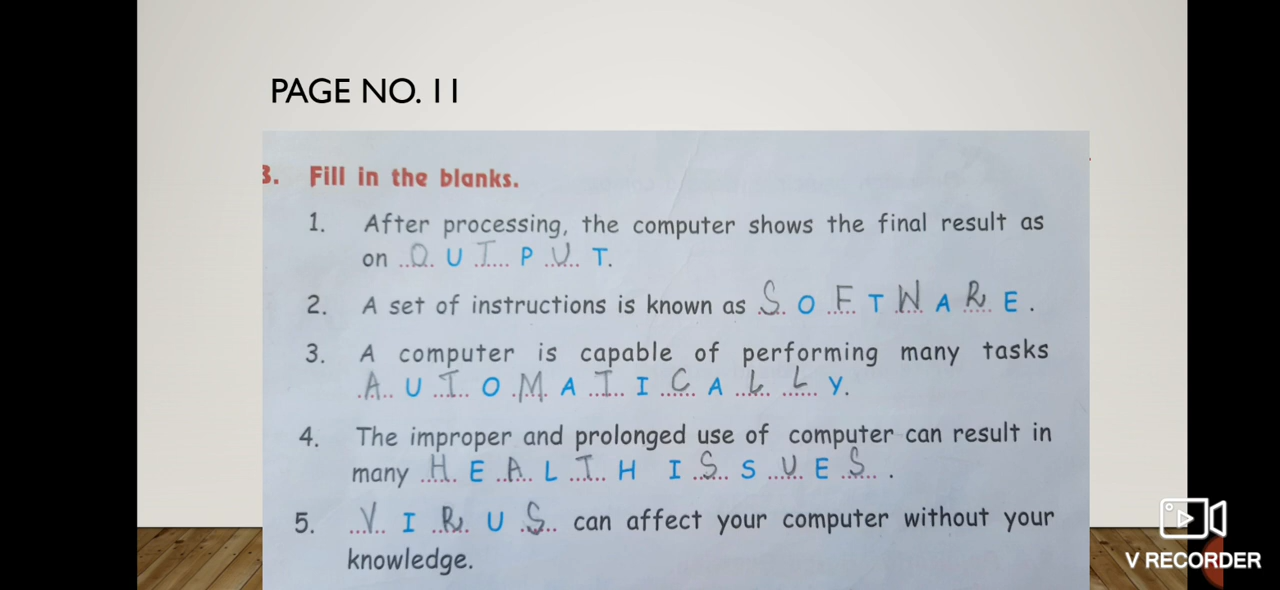 PAGE NO. 11
3. Fill in the blanks.
1. After processing, the computer shows the final result as
on ..O.. U ..T.... P ..U.. T.
2. A set of instructions is known as .S.. O ..F... T .W... A ..R... E .
3. A computer is capable of performing many tasks
.A.. U ..T... O .M. A ..T... I ..C... A ..L.. ..L... Y.
4. The improper and prolonged use of computer can result in
many ..H.. E ..A.. L ..T... H I ..S... S ..U.. E ..S... .
5. ..V.. I ..R.. U ..S.. can affect your computer without your
knowledge.
V RECORDER